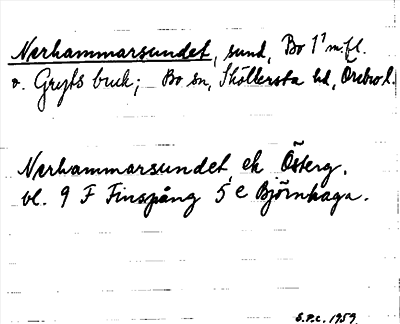 Nerhammarsundet, sund, Bo 1¹ m.fl.
v. Gryts bruk; Bo sn, Sköllersta hd, Örebro l.
Nerhammarsundet, ek Österg.
bl. 9 F Finspång 5 e Björnhaga.
S.P.C. 1959.